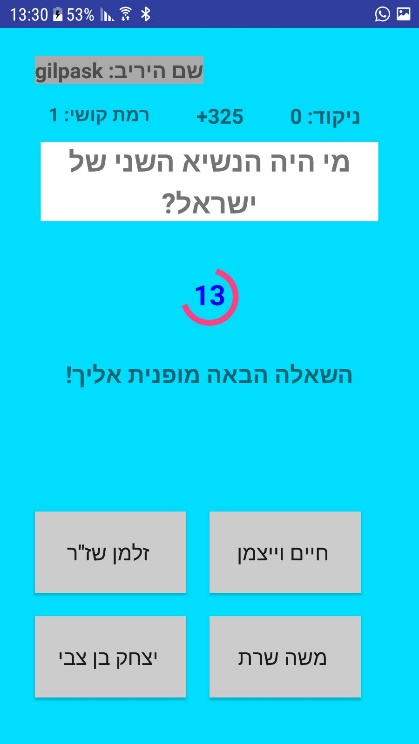 13:30 53%
שם היריב: gilpask
ניקוד: 0 +325 רמת קושי: 1
מי היה הנשיא השני של
ישראל?
13
השאלה הבאה מופנית אליך!
חיים וייצמן זלמן שז"ר
משה שרת יצחק בן צבי